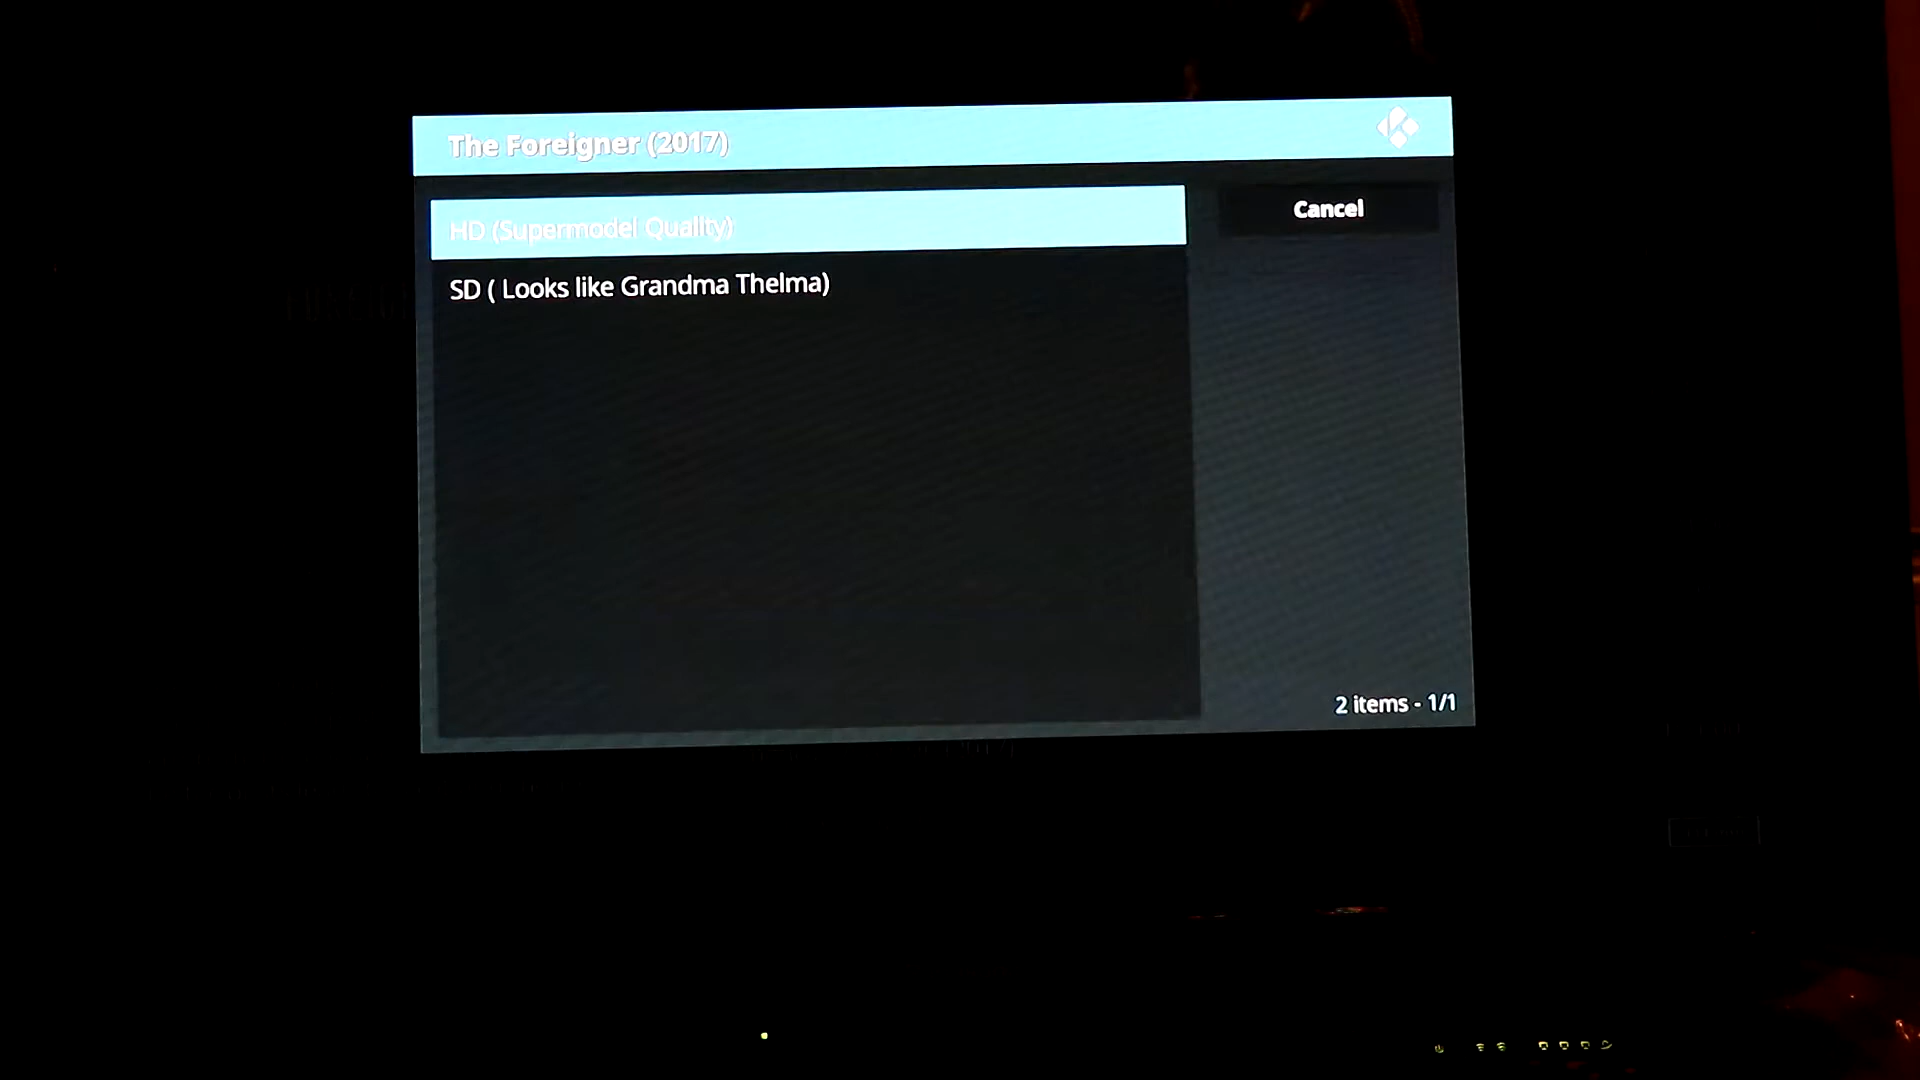 The Foreigner (2017)
HD (Supermodel Quality)
Cancel
SD ( Looks like Grandma Thelma)
2 items - 1/1